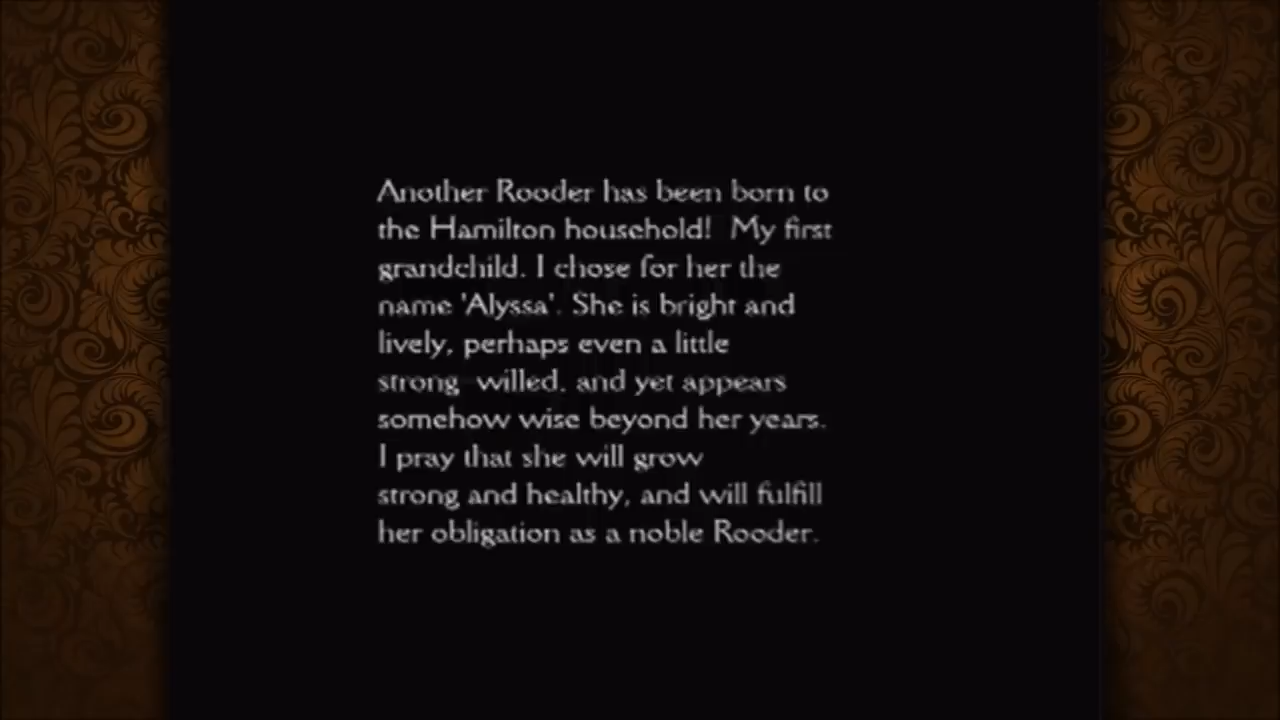 Another Rooder has been born to
the Hamilton household!  My first
grandchild. I chose for her the
name 'Alyssa'. She is bright and
lively, perhaps even a little
strong  willed, and yet appears
somehow wise beyond her years.
I pray that she will grow
strong and healthy, and will fulfill
her obligation as a noble Rooder.